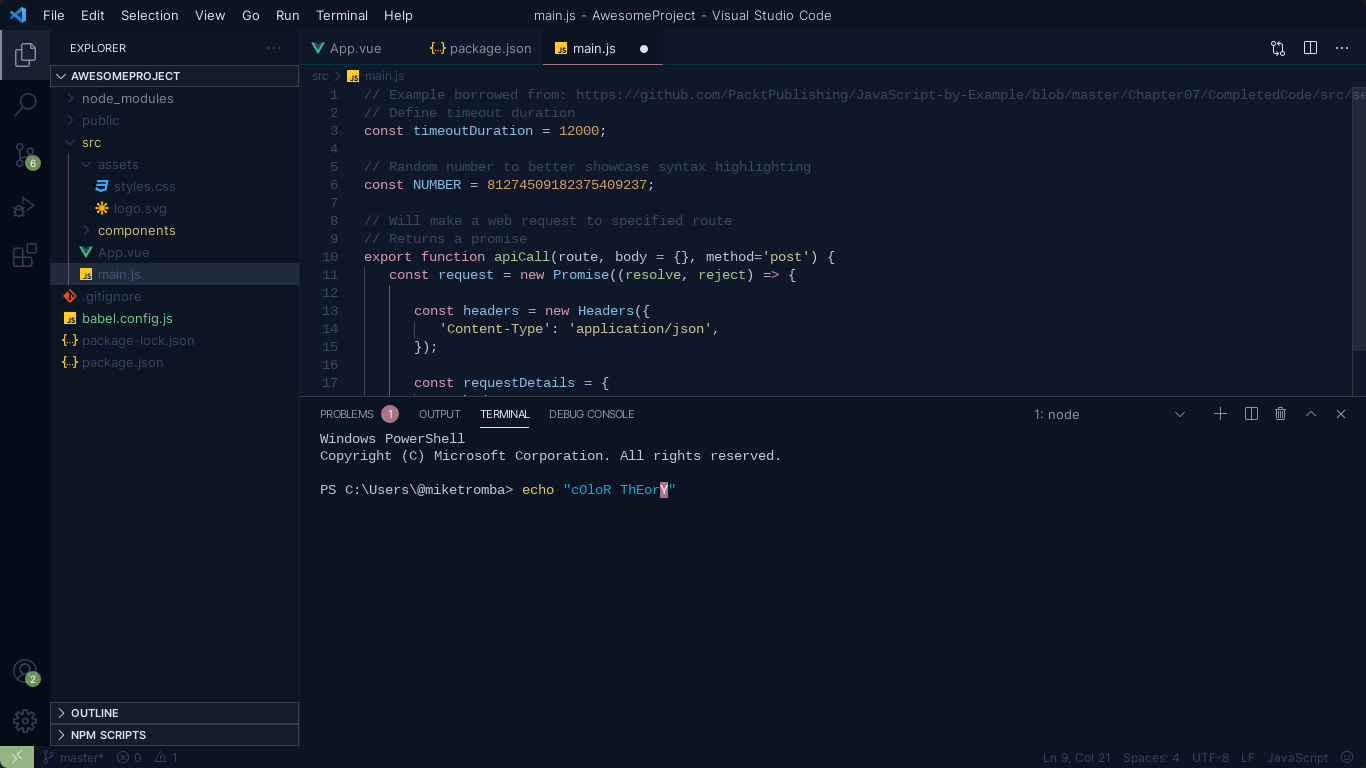 File Edit Selection View Go Run Terminal Help
main.js - AwesomeProject - Visual Studio Code
EXPLORER
AWESOMEPROJECT
node_modules
public
src
assets
styles.css
logo.svg
components
App.vue
main.js
.gitignore
babel.config.js
package-lock.json
package.json
OUTLINE
NPM SCRIPTS
6
2
App.vue {..} package.json JS main.js
src JS main.js
1 // Example borrowed from: https://github.com/PacktPublishing/JavaScript-by-Example/blob/master/Chapter07/CompletedCode/src/se
2 // Define timeout duration
3 const timeoutDuration = 12000;
4
5 // Random number to better showcase syntax highlighting
6 const NUMBER = 81274509182375409237;
7
8 // Will make a web request to specified route
9 // Returns a promise
10 export function apiCall(route, body = {}, method='post') {
11 const request = new Promise((resolve, reject) => {
12
13 const headers = new Headers({
14 'Content-Type': 'application/json',
15 });
16
17 const requestDetails = {
PROBLEMS 1 OUTPUT TERMINAL DEBUG CONSOLE 1: node
Windows PowerShell
Copyright (C) Microsoft Corporation. All rights reserved.
PS C:\Users\@miketromba> echo "cOloR ThEorY"
master* 0 1 Ln 9, Col 21 Spaces: 4 UTF-8 LF JavaScript